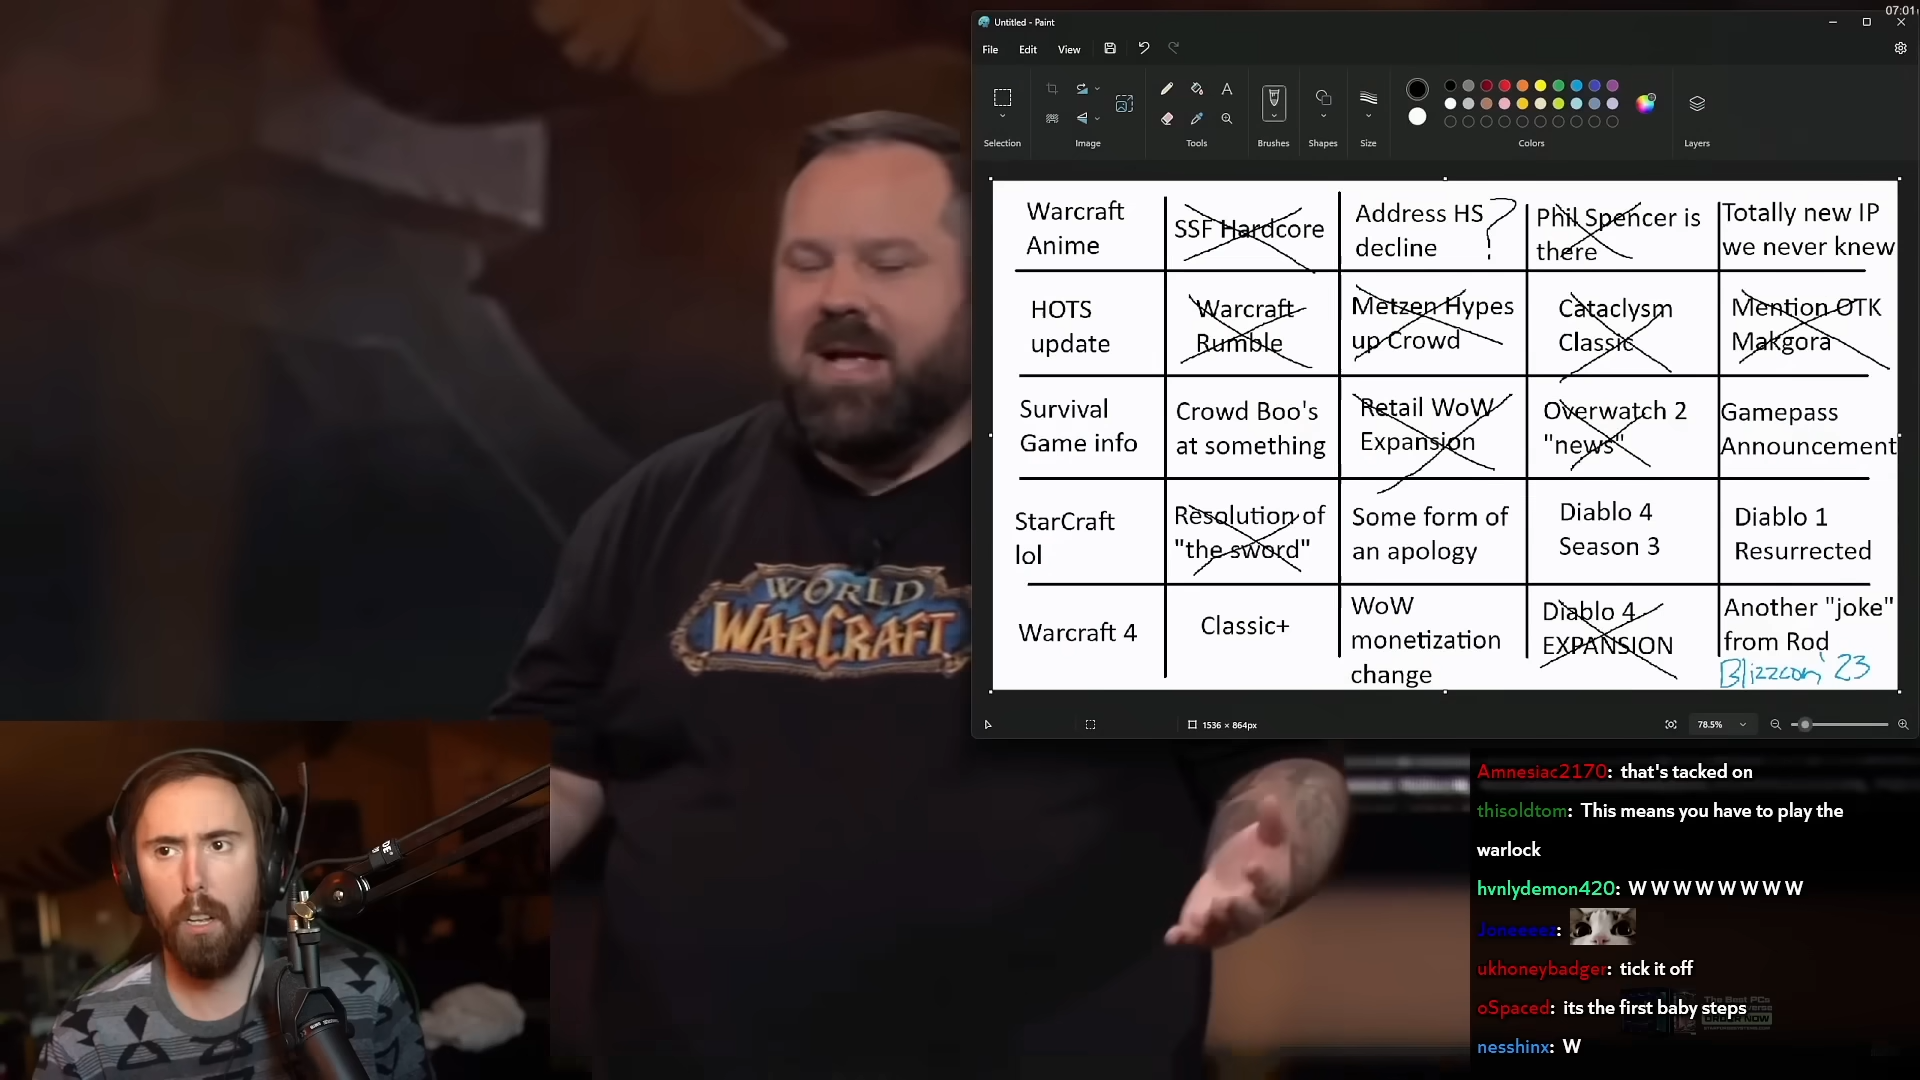 07:01
Untitled - Paint
File Edit View
Selection Image Tools Brushes Shapes Size Colors Layers
Warcraft
Anime
SSF Hardcore
Address HS ?
decline
Phil Spencer is
there
Totally new IP
we never knew
HOTS
update
Warcraft
Rumble
Metzen Hypes
up Crowd
Cataclysm
Classic
Mention OTK
Makgora
Survival
Game info
Crowd Boo's
at something
Retail WoW
Expansion
Overwatch 2
"news"
Gamepass
Announcement
StarCraft
lol
Resolution of
"the sword"
Some form of
an apology
Diablo 4
Season 3
Diablo 1
Resurrected
Warcraft 4
Classic+
WoW
monetization
change
Diablo 4
EXPANSION
Another "joke"
from Rod
Blizzcon '23
1536 × 864px
78.5%
WORLD
WARCRAFT
Amnesiac2170: that's tacked on
thisoldtom: This means you have to play the
warlock
hvnlydemon420: W W W W W W W W
Joneeeez:
ukhoneybadger: tick it off
oSpaced: its the first baby steps
nesshinx: W
The Best PCs
ORDER NOW